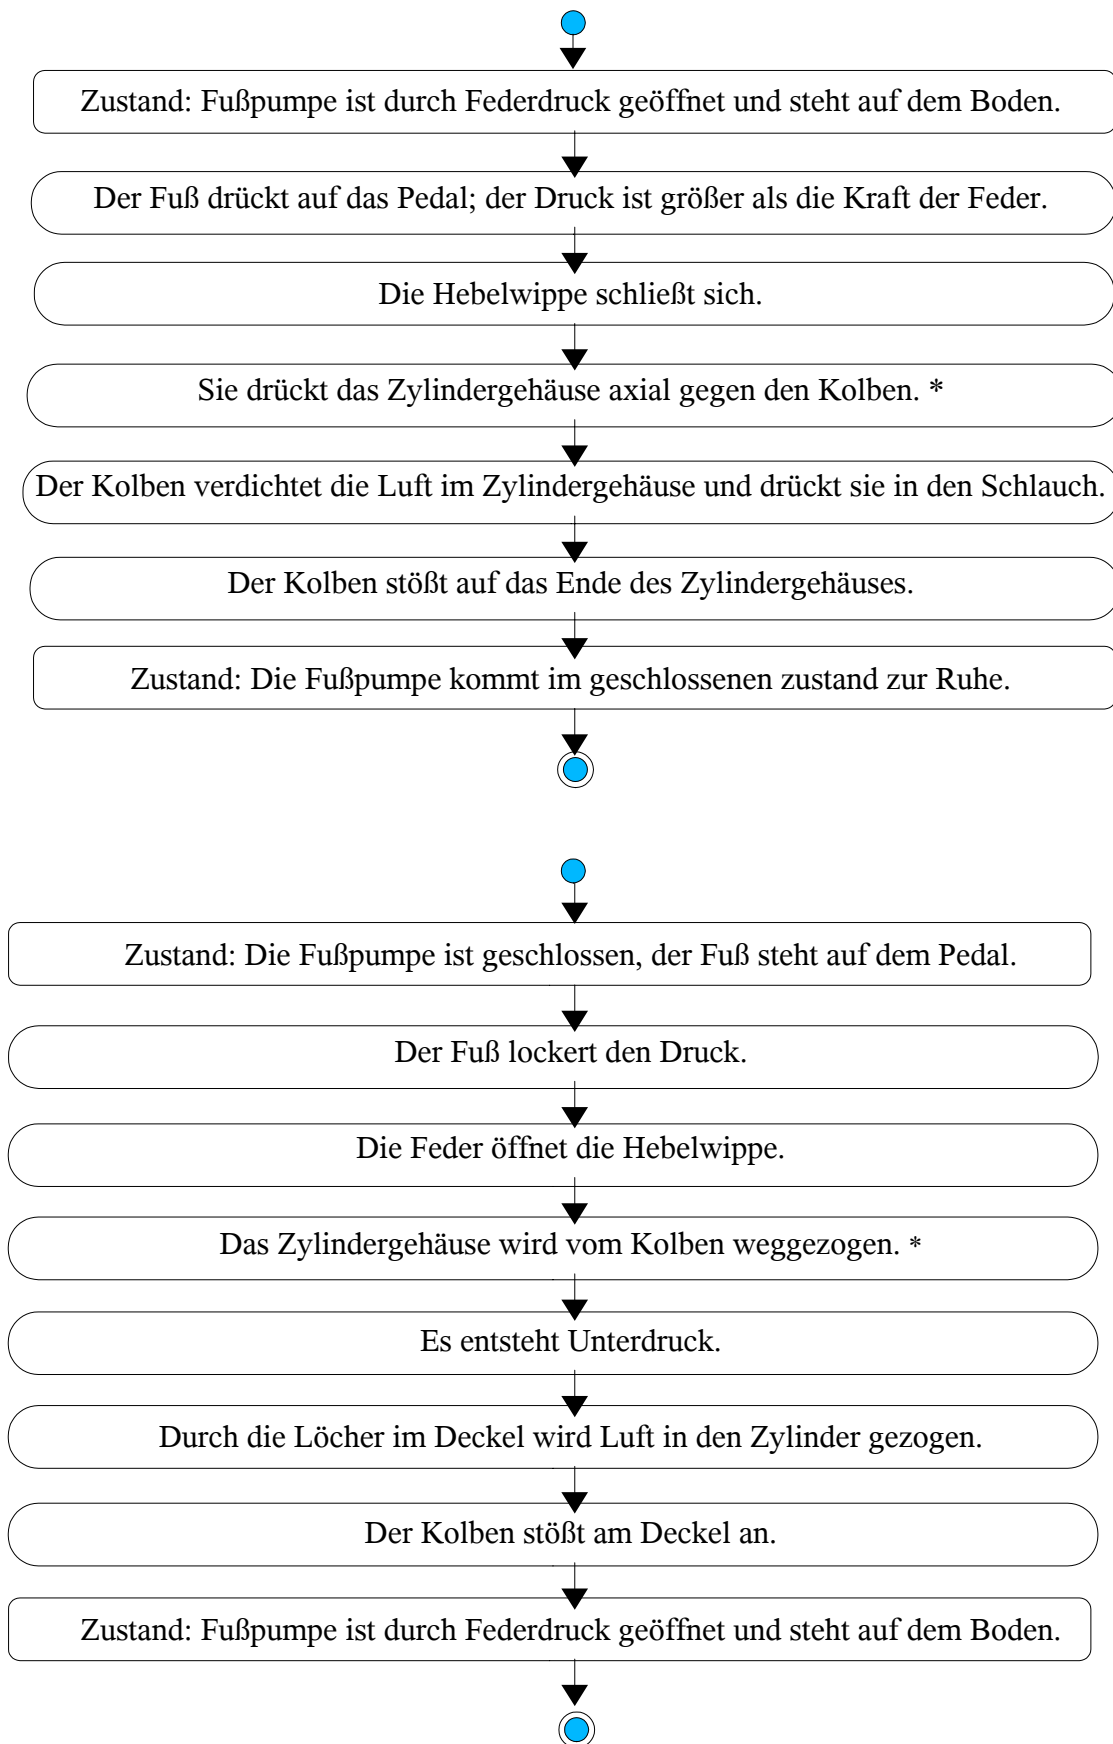 Zustand: Fußpumpe ist durch Federdruck geöffnet und steht auf dem Boden.
Der Fuß drückt auf das Pedal; der Druck ist größer als die Kraft der Feder.
Die Hebelwippe schließt sich.
Sie drückt das Zylindergehäuse axial gegen den Kolben. *
Der Kolben verdichtet die Luft im Zylindergehäuse und drückt sie in den Schlauch.
Der Kolben stößt auf das Ende des Zylindergehäuses.
Zustand: Die Fußpumpe kommt im geschlossenen zustand zur Ruhe.
Zustand: Die Fußpumpe ist geschlossen, der Fuß steht auf dem Pedal.
Der Fuß lockert den Druck.
Die Feder öffnet die Hebelwippe.
Das Zylindergehäuse wird vom Kolben weggezogen. *
Es entsteht Unterdruck.
Durch die Löcher im Deckel wird Luft in den Zylinder gezogen.
Der Kolben stößt am Deckel an.
Zustand: Fußpumpe ist durch Federdruck geöffnet und steht auf dem Boden.